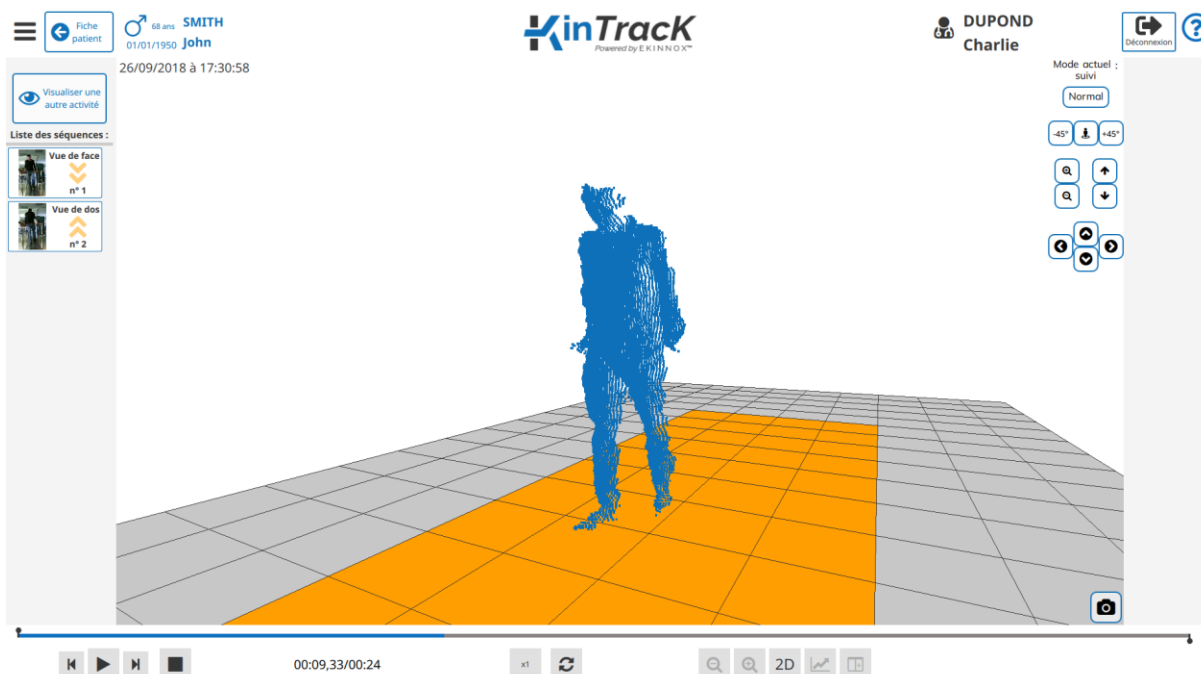 Fiche
patient
68 ans SMITH
01/01/1950 John
KinTracK
Powered by EKINNOX™
DUPOND
Charlie
Déconnexion
?
26/09/2018 à 17:30:58
Visualiser une
autre activité
Liste des séquences :
Vue de face
n° 1
Vue de dos
n° 2
Mode actuel :
suivi
Normal
-45° +45°
00:09,33/00:24
x1
2D